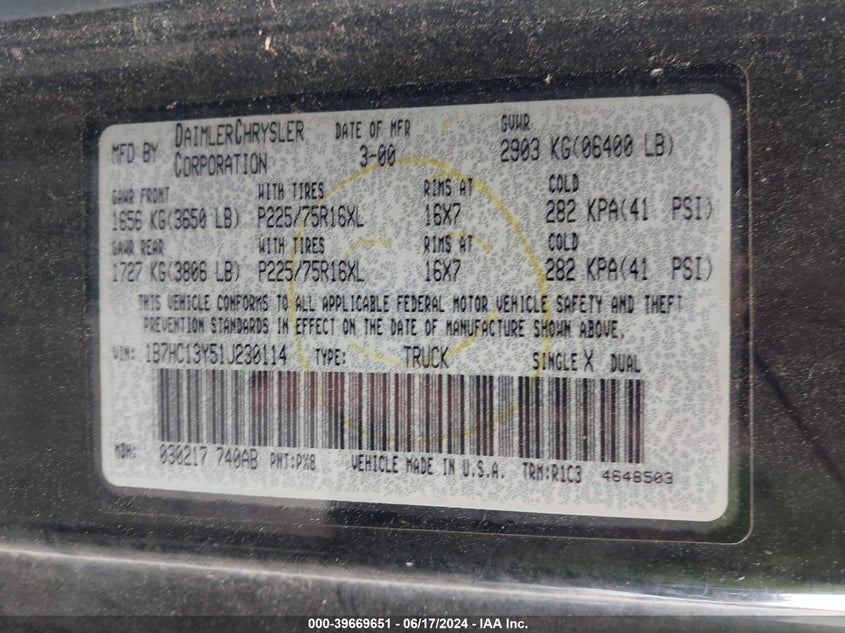 MFD BY DAIMLERCHRYSLER CORPORATION DATE OF MFR 3-00 GVWR 2903 KG(06400 LB)
GAWR FRONT WITH TIRES RIMS AT COLD
1656 KG(3650 LB) P225/75R16XL 16X7 282 KPA(41 PSI)
GAWR REAR WITH TIRES RIMS AT COLD
1727 KG(3806 LB) P225/75R16XL 16X7 282 KPA(41 PSI)
THIS VEHICLE CONFORMS TO ALL APPLICABLE FEDERAL MOTOR VEHICLE SAFETY AND THEFT
PREVENTION STANDARDS IN EFFECT ON THE DATE OF MANUFACTURE SHOWN ABOVE.
VIN: 1B7HC13Y51J230114 TYPE: TRUCK SINGLE X DUAL
MDH: 030217 740AB PNT:PX8 VEHICLE MADE IN U.S.A. TRM:R1C3 4648503
000-39669651 - 06/17/2024 - IAA Inc.